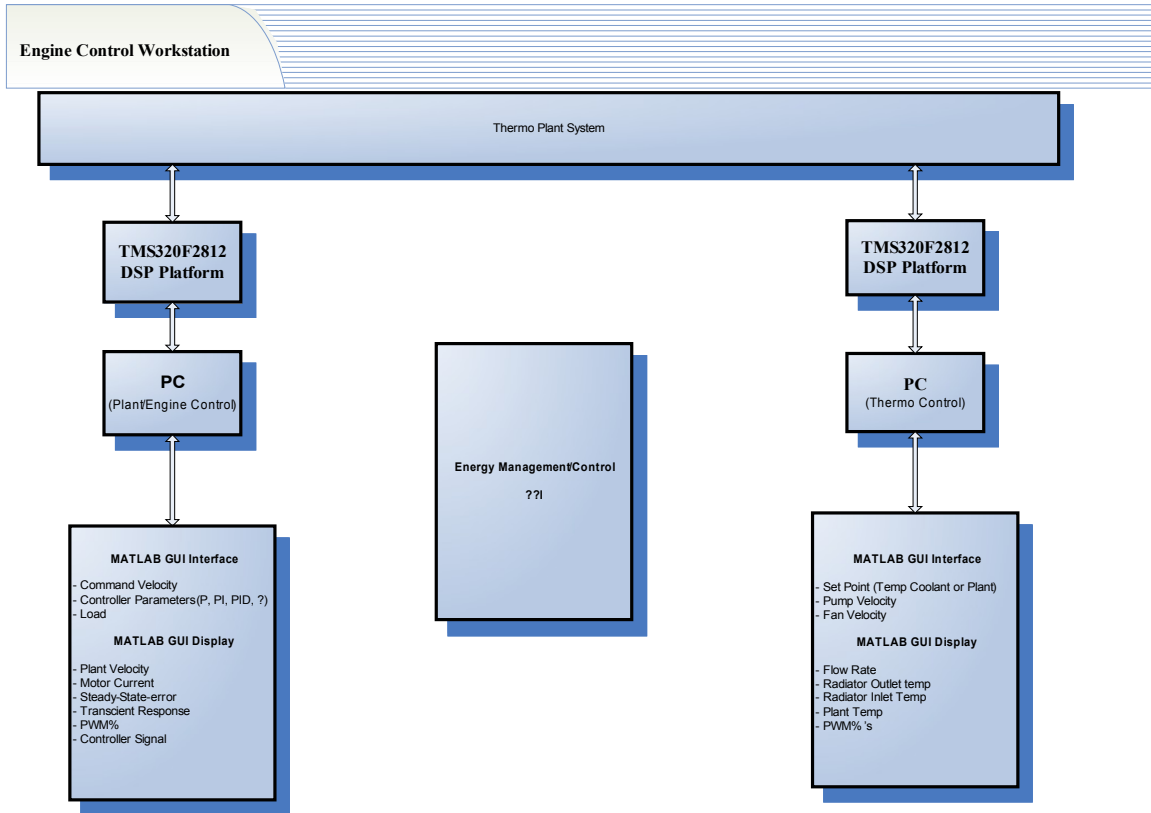 Engine Control Workstation
Thermo Plant System
TMS320F2812
DSP Platform
PC
(Plant/Engine Control)
MATLAB GUI Interface
- Command Velocity
- Controller Parameters(P, PI, PID, ?)
- Load
MATLAB GUI Display
- Plant Velocity
- Motor Current
- Steady-State-error
- Transcient Response
- PWM%
- Controller Signal
Energy Management/Control
??I
TMS320F2812
DSP Platform
PC
(Thermo Control)
MATLAB GUI Interface
- Set Point (Temp Coolant or Plant)
- Pump Velocity
- Fan Velocity
MATLAB GUI Display
- Flow Rate
- Radiator Outlet temp
- Radiator Inlet Temp
- Plant Temp
- PWM% 's